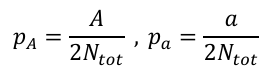 p_A = A / 2N_tot , p_a = a / 2N_tot